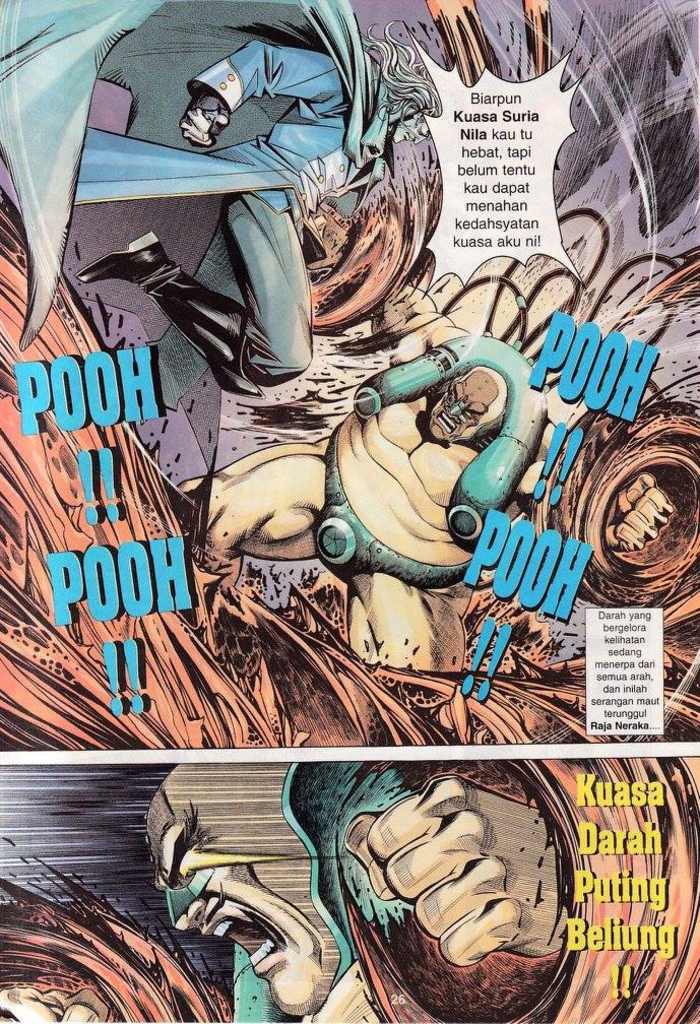 Biarpun
Kuasa Suria
Nila kau tu
hebat, tapi
belum tentu
kau dapat
menahan
kedahsyatan
kuasa aku ni!
POOH
!!
POOH
!!
POOH
!!
POOH
!!
Darah yang
bergelora
kelihatan
sedang
menerpa dari
semua arah,
dan inilah
serangan maut
terunggul
Raja Neraka....
Kuasa
Darah
Puting
Beliung
!!
26